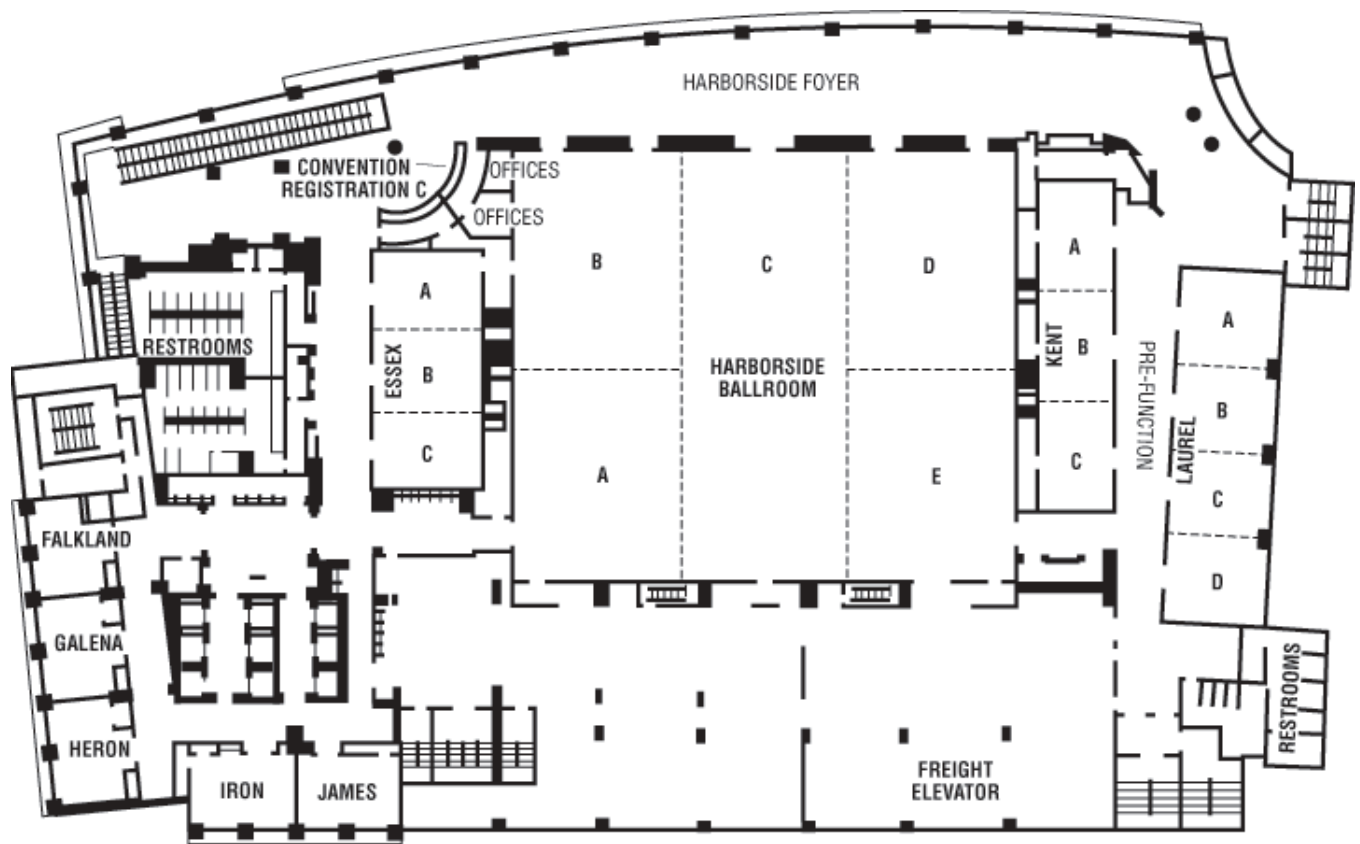 HARBORSIDE FOYER
CONVENTION
REGISTRATION C
OFFICES
OFFICES
B
C
D
A
A
A
RESTROOMS
ESSEX
B
HARBORSIDE
BALLROOM
KENT
B
PRE-FUNCTION
LAUREL
B
C
A
E
C
C
D
FALKLAND
GALENA
HERON
IRON
JAMES
FREIGHT
ELEVATOR
RESTROOMS